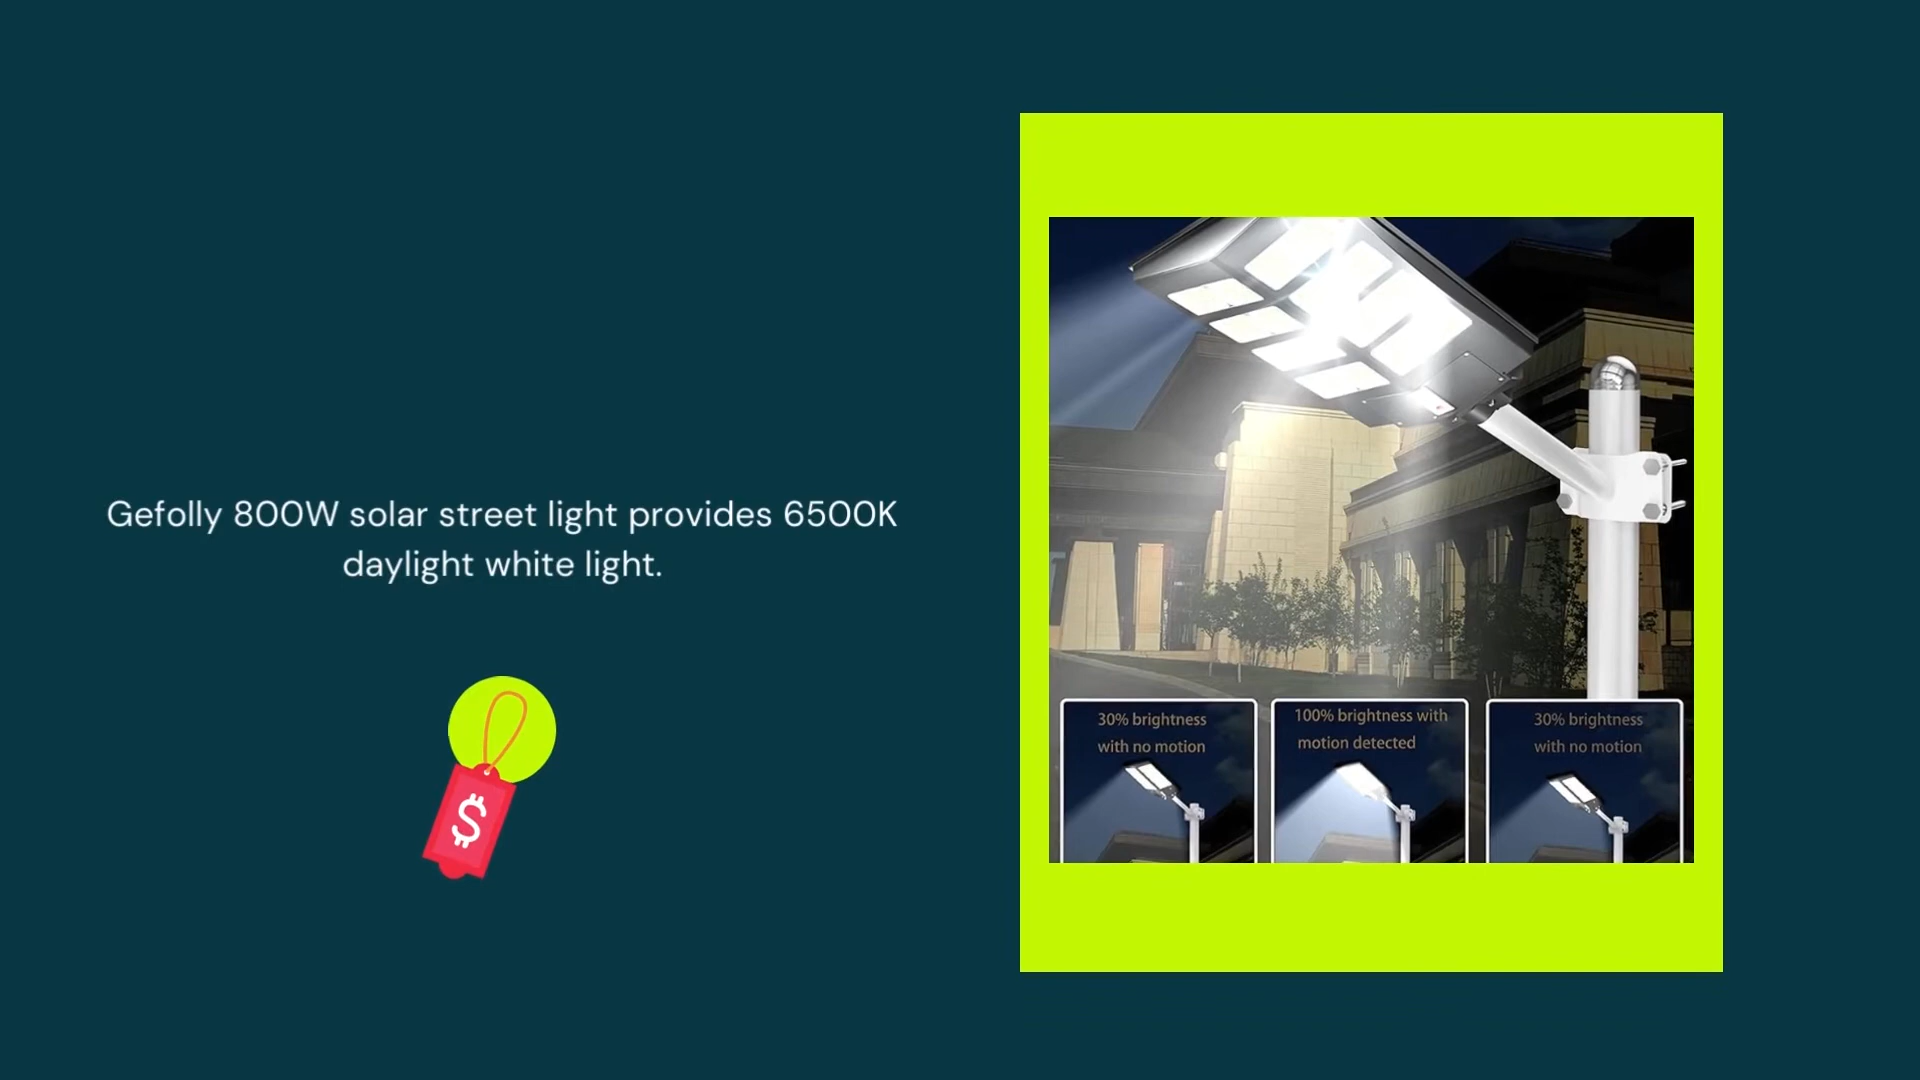 Gefolly 800W solar street light provides 6500K
daylight white light.
$
30% brightness
with no motion
100% brightness with
motion detected
30% brightness
with no motion